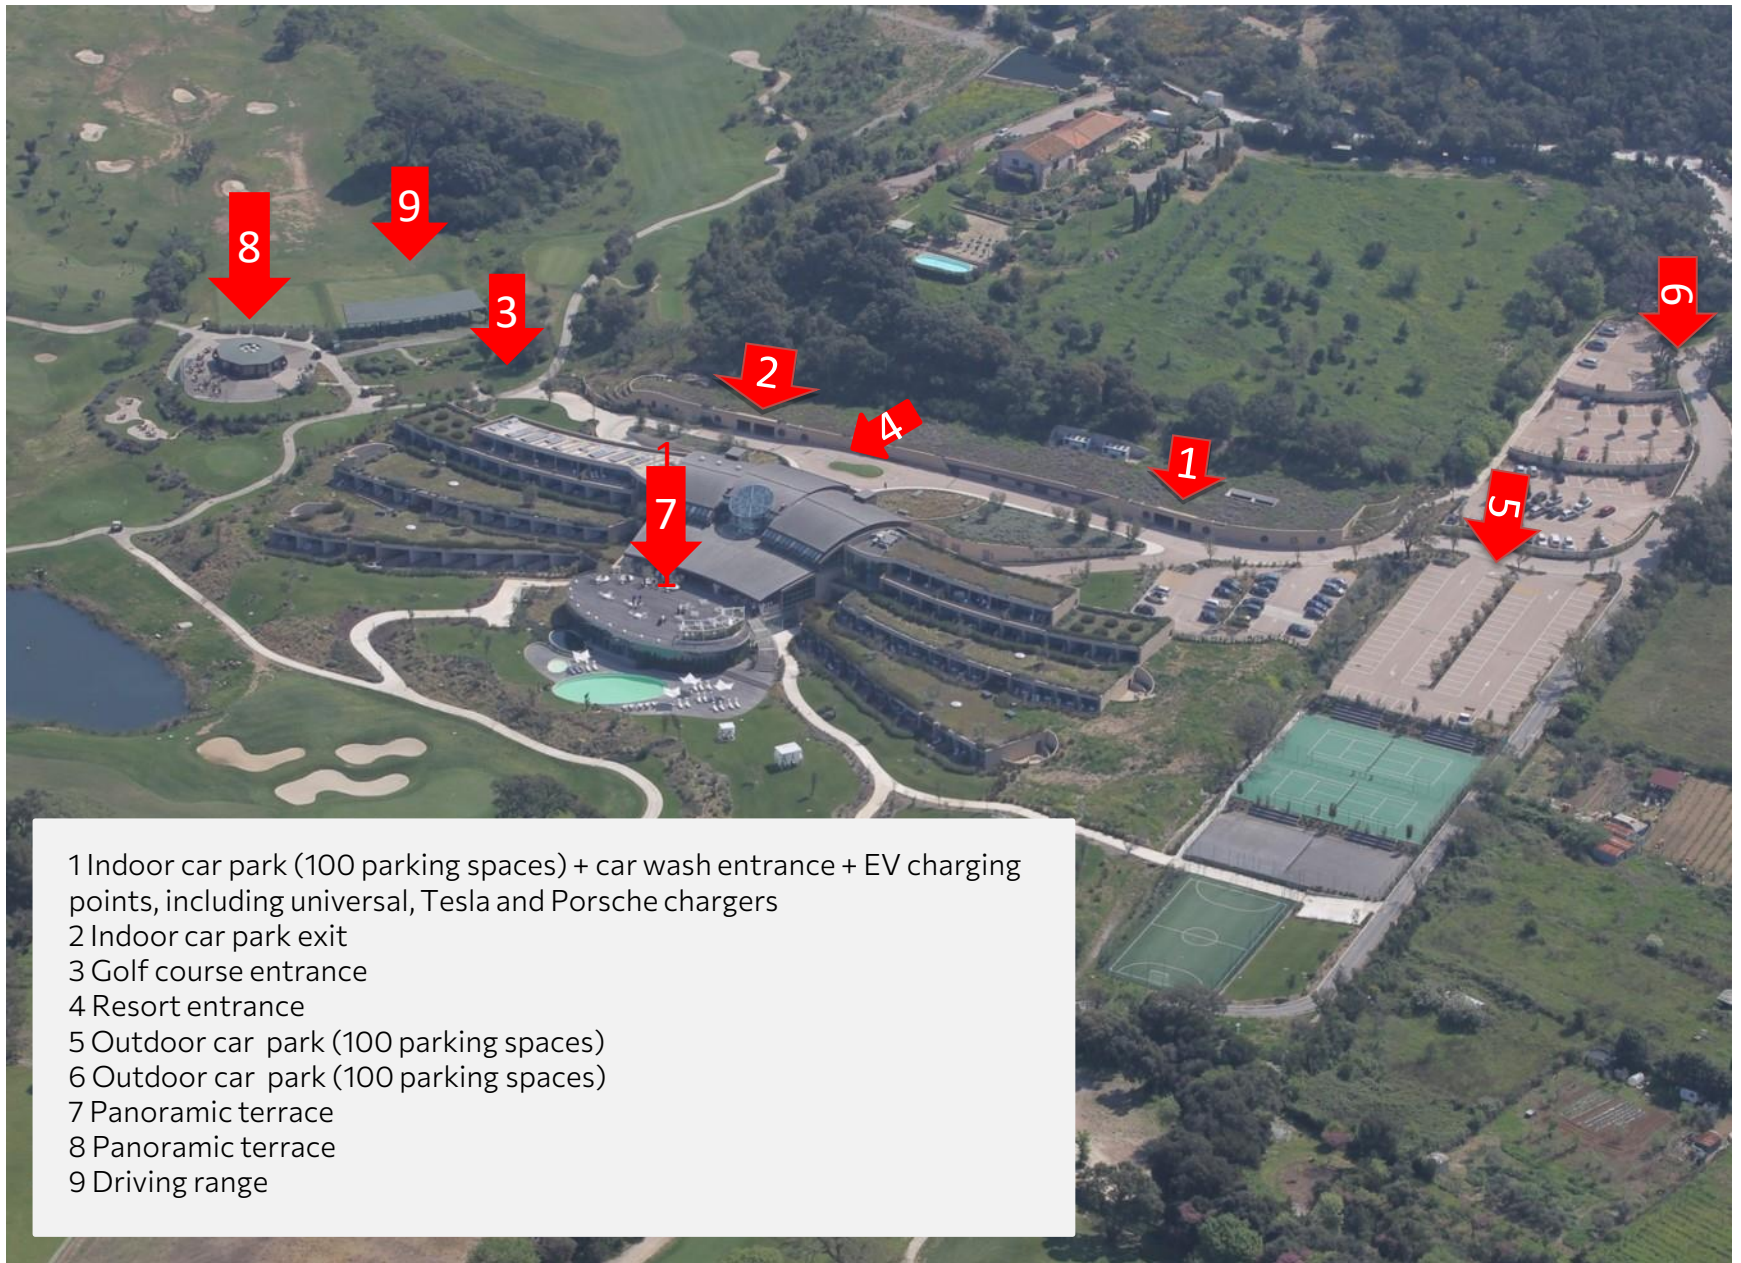 9
8
6
3
2
4
1
1
5
7
1
1 Indoor car park (100 parking spaces) + car wash entrance + EV charging
points, including universal, Tesla and Porsche chargers
2 Indoor car park exit
3 Golf course entrance
4 Resort entrance
5 Outdoor car  park (100 parking spaces)
6 Outdoor car  park (100 parking spaces)
7 Panoramic terrace
8 Panoramic terrace
9 Driving range